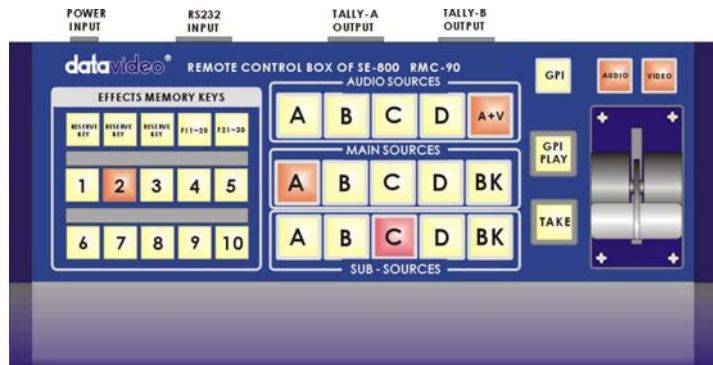 POWER INPUT
RS232 INPUT
TALLY-A OUTPUT
TALLY-B OUTPUT
datavideo®
REMOTE CONTROL BOX OF SE-800 RMC-90
EFFECTS MEMORY KEYS
RESERVE KEY
RESERVE KEY
RESERVE KEY
F11-20
F21-30
1 2 3 4 5
6 7 8 9 10
AUDIO SOURCES
A B C D A+V
MAIN SOURCES
A B C D BK
A B C D BK
SUB-SOURCES
GPI
AUDIO
VIDEO
GPI PLAY
TAKE